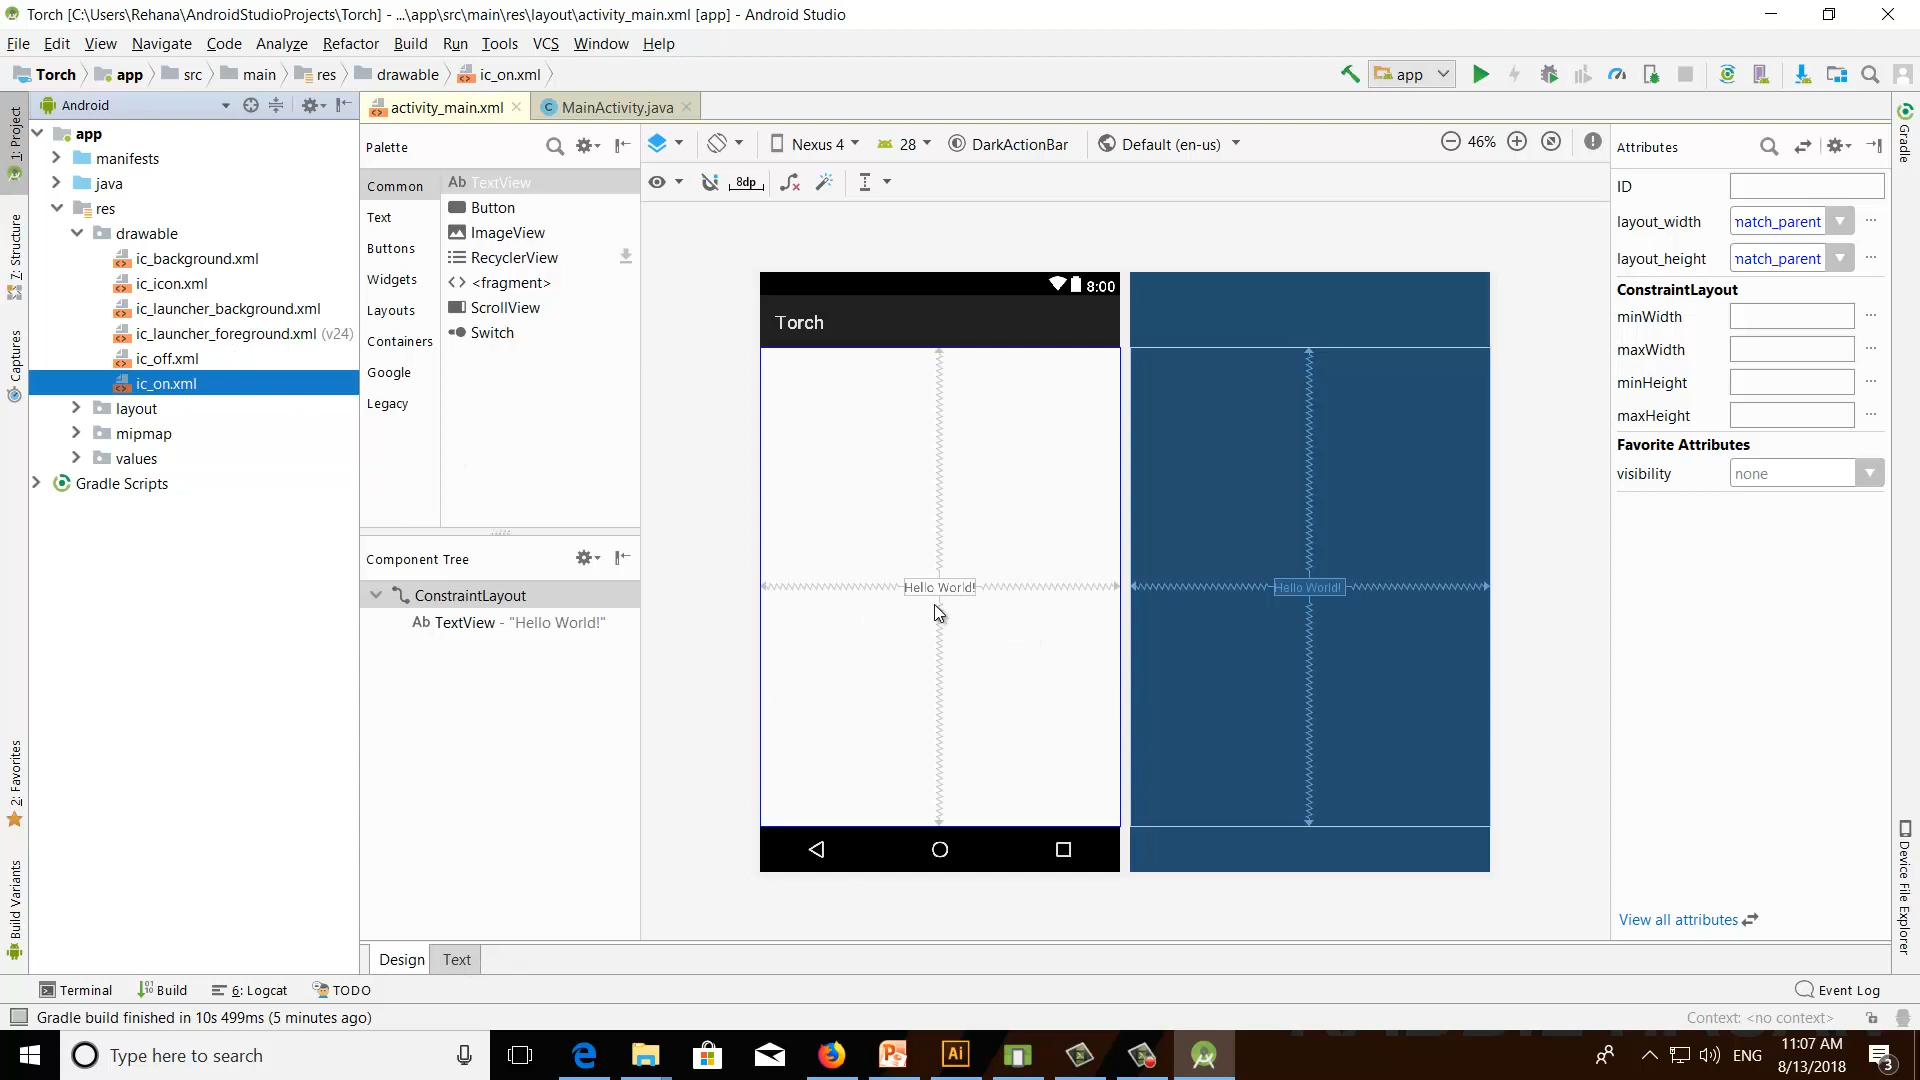 Torch [C:\Users\Rehana\AndroidStudioProjects\Torch] - ...\app\src\main\res\layout\activity_main.xml [app] - Android Studio
File Edit View Navigate Code Analyze Refactor Build Run Tools VCS Window Help
Torch app src main res drawable ic_on.xml
app
1: Project
7: Structure
Captures
2: Favorites
Build Variants
Android
app
manifests
java
res
drawable
ic_background.xml
ic_icon.xml
ic_launcher_background.xml
ic_launcher_foreground.xml (v24)
ic_off.xml
ic_on.xml
layout
mipmap
values
Gradle Scripts
activity_main.xml MainActivity.java
Palette
Common
Text
Buttons
Widgets
Layouts
Containers
Google
Legacy
Ab TextView
Button
ImageView
RecyclerView
<> <fragment>
ScrollView
Switch
Component Tree
ConstraintLayout
Ab TextView - "Hello World!"
Nexus 4 28 DarkActionBar Default (en-us) 46%
8dp
8:00
Torch
Hello World!
Hello World!
Attributes
ID
layout_width match_parent ...
layout_height match_parent ...
ConstraintLayout
minWidth ...
maxWidth ...
minHeight ...
maxHeight ...
Favorite Attributes
visibility none
View all attributes
Gradle
Device File Explorer
Design Text
Terminal Build 6: Logcat TODO Event Log
Gradle build finished in 10s 499ms (5 minutes ago) Context: <no context>
Type here to search
ENG
11:07 AM
8/13/2018
3